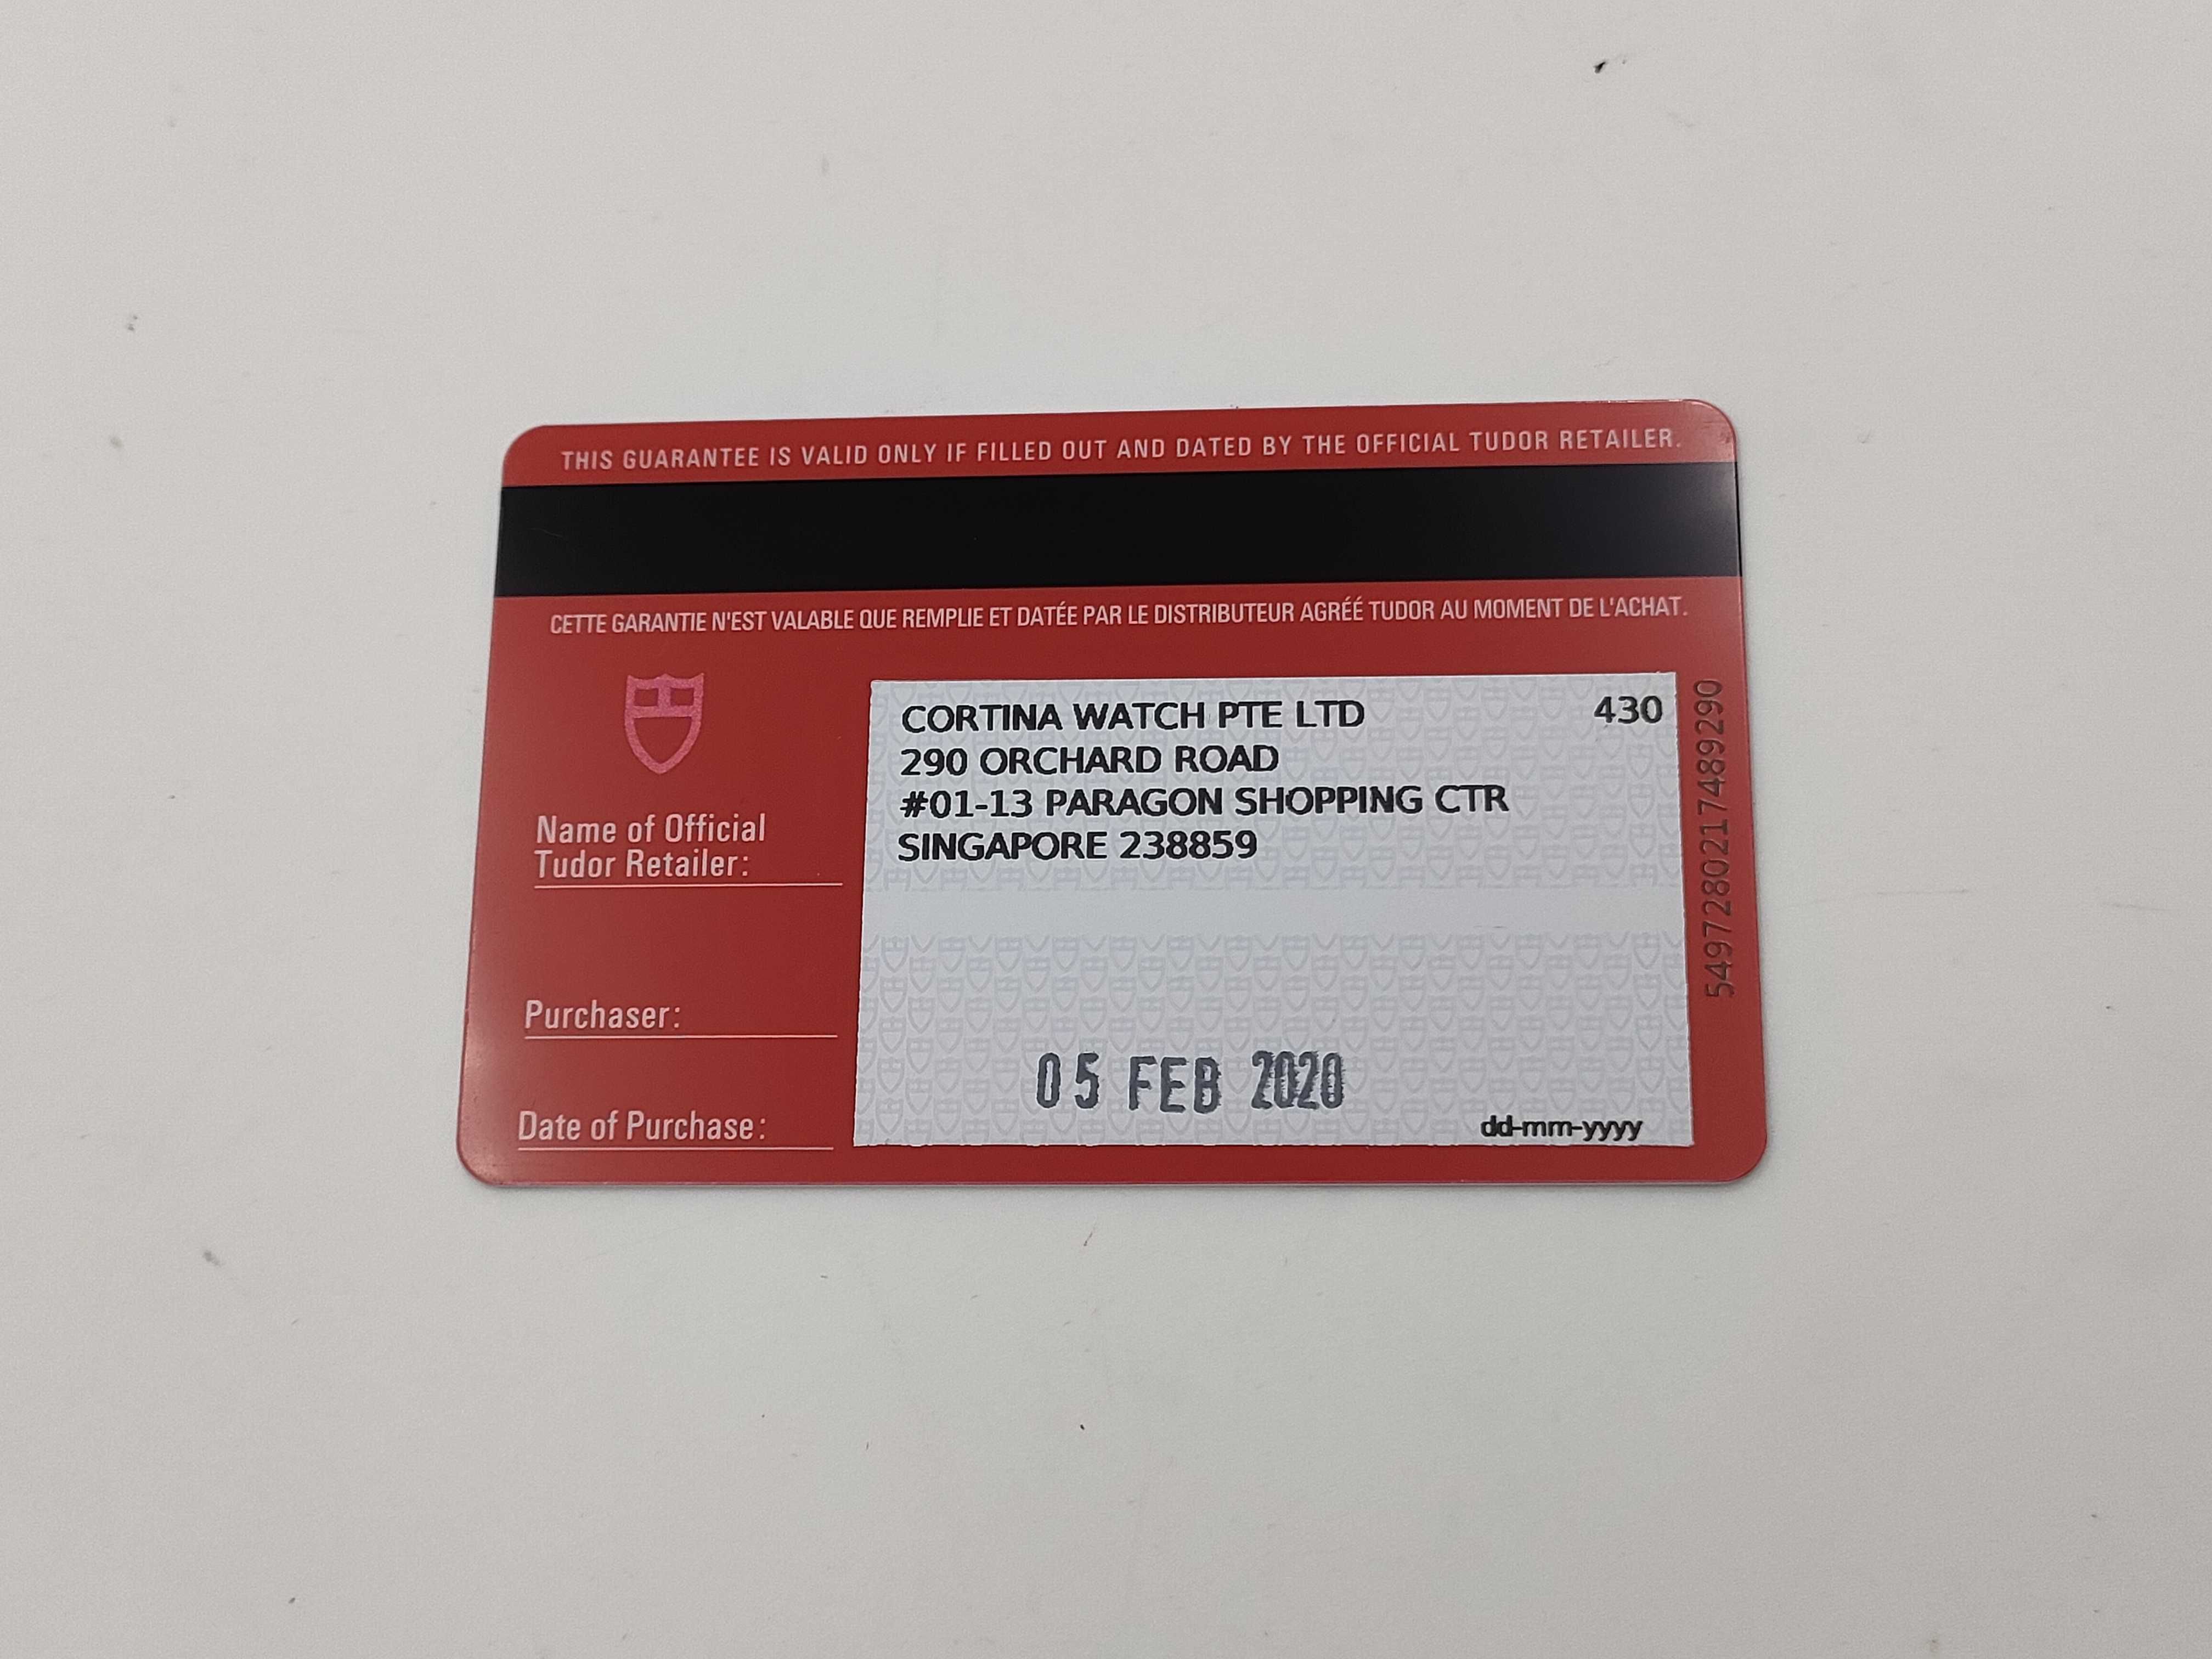 THIS GUARANTEE IS VALID ONLY IF FILLED OUT AND DATED BY THE OFFICIAL TUDOR RETAILER.
CETTE GARANTIE N'EST VALABLE QUE REMPLIE ET DATÉE PAR LE DISTRIBUTEUR AGRÉÉ TUDOR AU MOMENT DE L'ACHAT.
CORTINA WATCH PTE LTD 430
290 ORCHARD ROAD
#01-13 PARAGON SHOPPING CTR
SINGAPORE 238859
Name of Official
Tudor Retailer:
Purchaser:
05 FEB 2020
Date of Purchase:
dd-mm-yyyy
5497280217489290